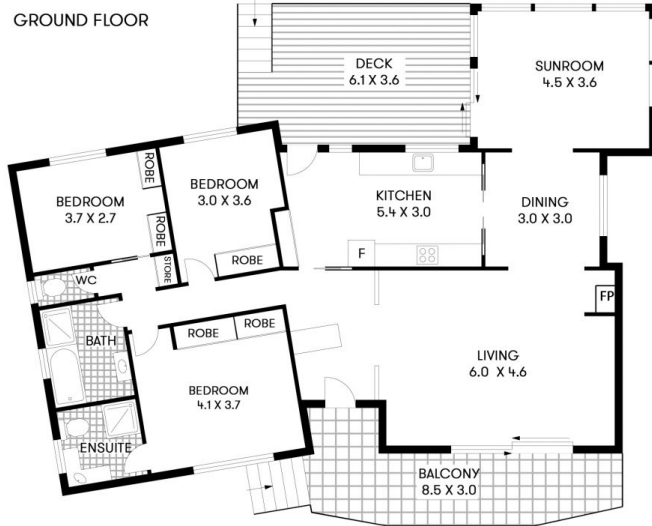 GROUND FLOOR
DECK
6.1 X 3.6
SUNROOM
4.5 X 3.6
ROBE
BEDROOM
3.7 X 2.7
BEDROOM
3.0 X 3.6
KITCHEN
5.4 X 3.0
DINING
3.0 X 3.0
ROBE
ROBE
F
STORE
WC
FP
BATH
ROBE
ROBE
LIVING
6.0 X 4.6
BEDROOM
4.1 X 3.7
ENSUITE
BALCONY
8.5 X 3.0